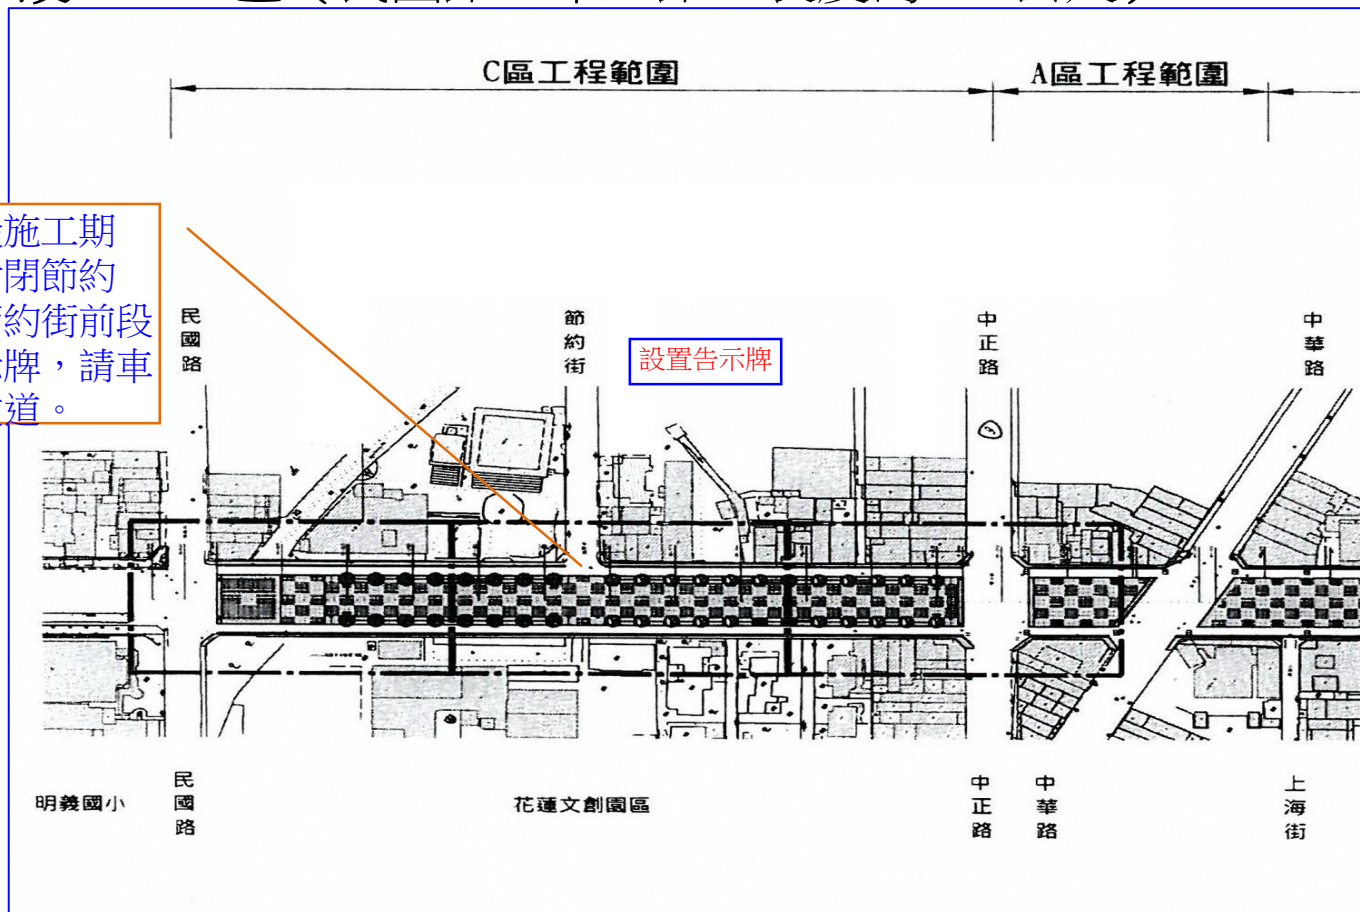 C區工程範圍
A區工程範圍
施工期
閉節約
約街前段
牌，請車
道。
民國路
節約街
設置告示牌
中正路
中華路
明義國小
民國路
花蓮文創園區
中正路
中華路
上海街